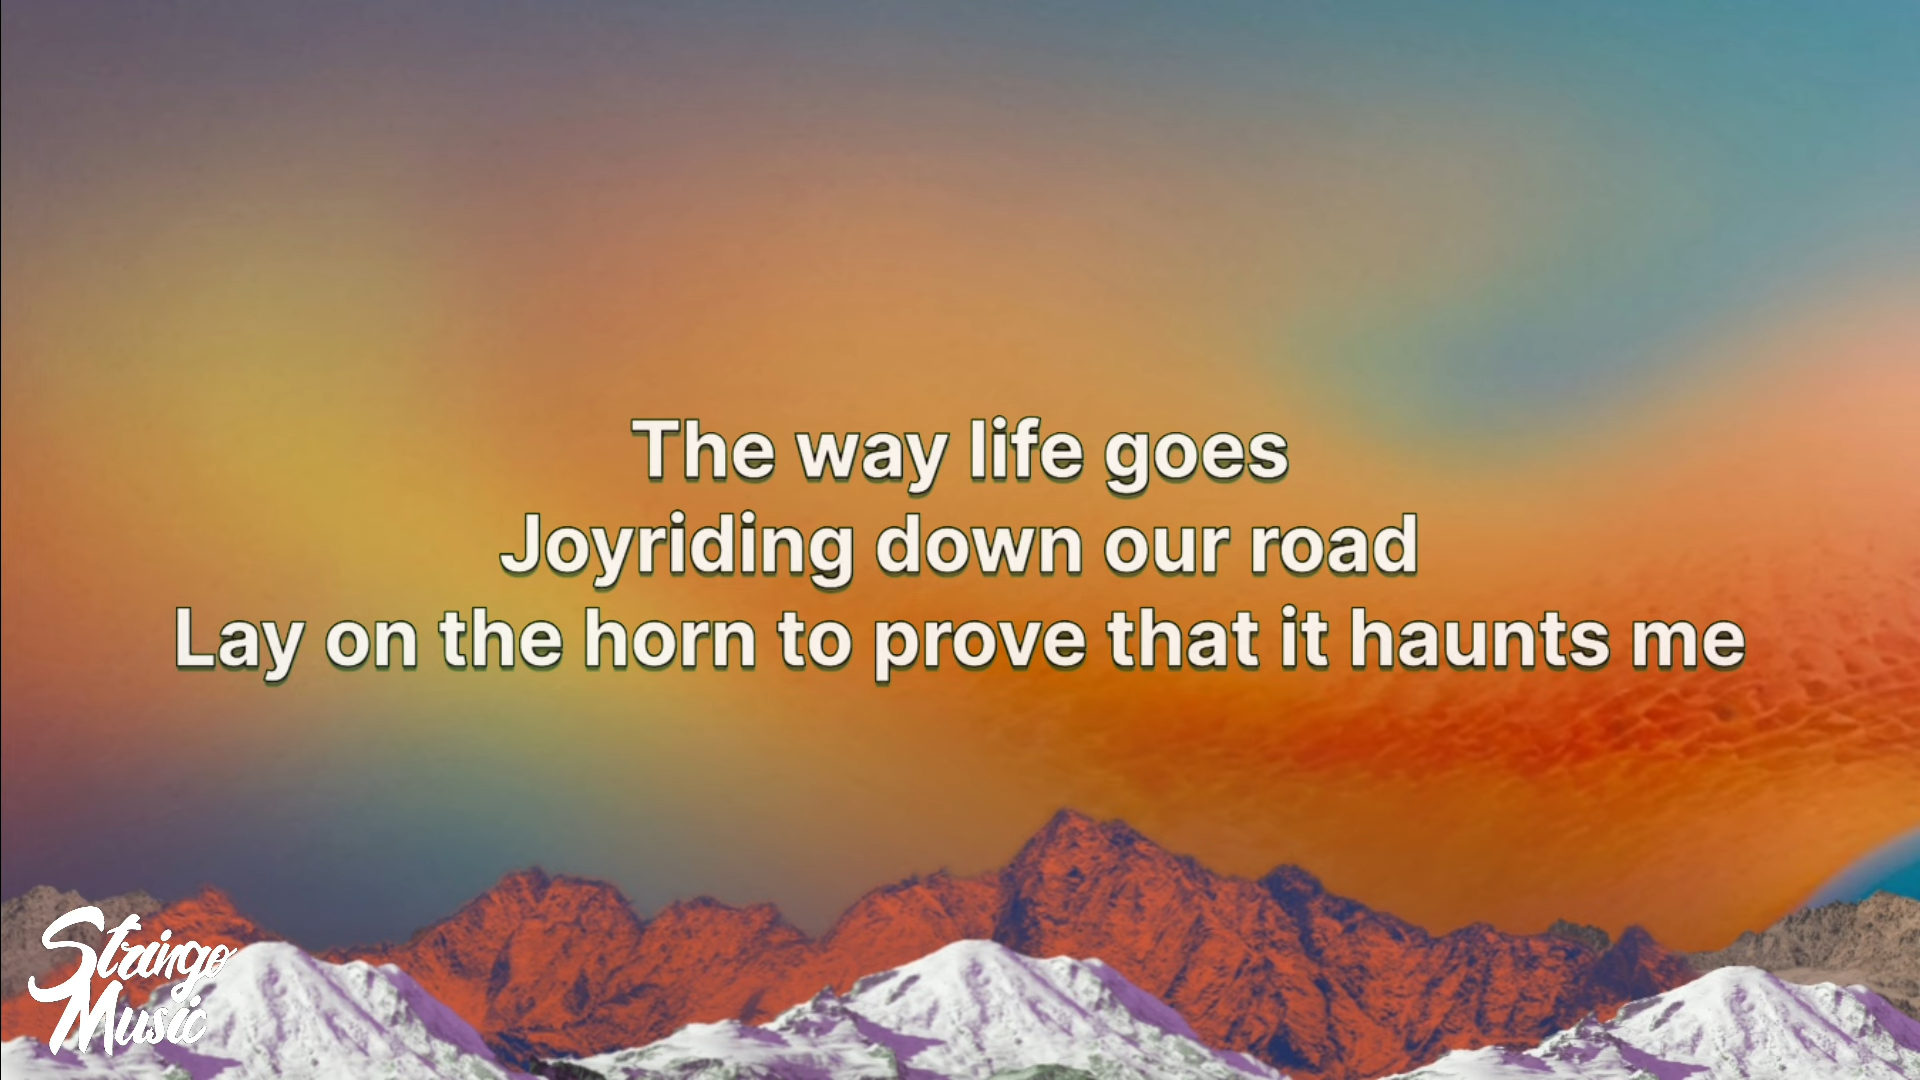 The way life goes
Joyriding down our road
Lay on the horn to prove that it haunts me
Straingo
Music